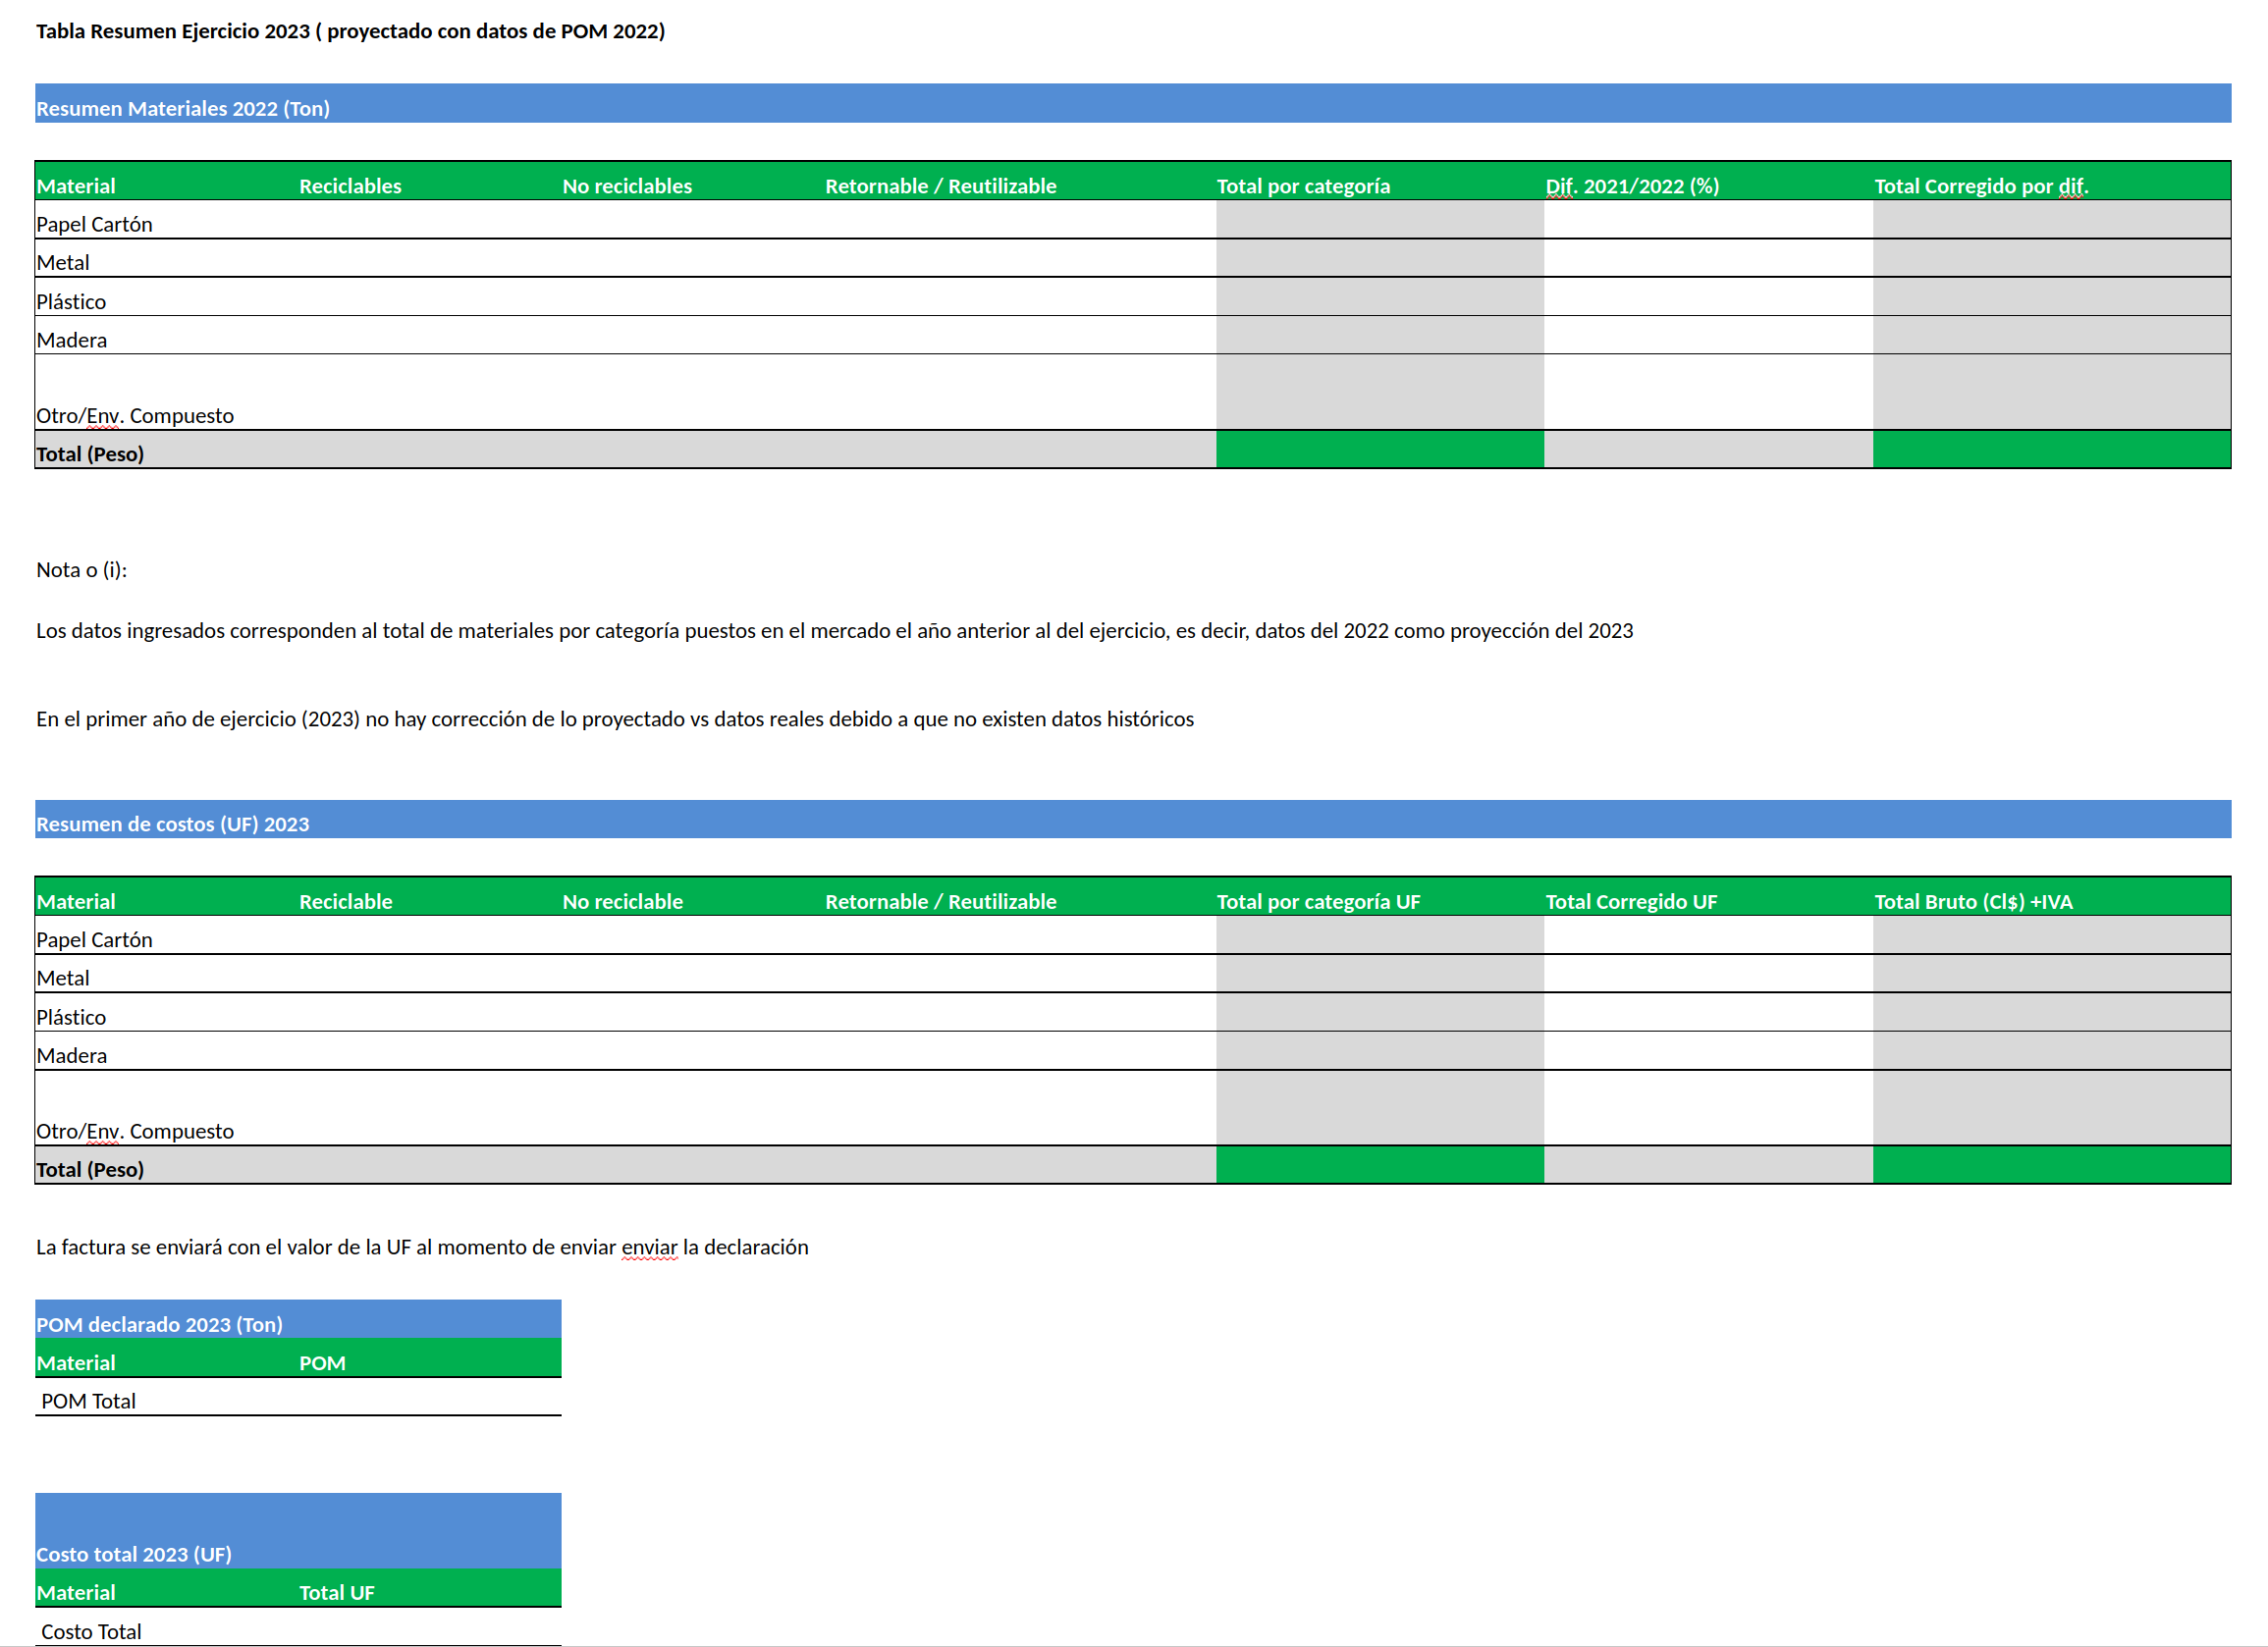 Tabla Resumen Ejercicio 2023 ( proyectado con datos de POM 2022)
Resumen Materiales 2022 (Ton)
Material Reciclables No reciclables Retornable / Reutilizable Total por categoría Dif. 2021/2022 (%) Total Corregido por dif.
Papel Cartón
Metal
Plástico
Madera
Otro/Env. Compuesto
Total (Peso)
Nota o (i):
Los datos ingresados corresponden al total de materiales por categoría puestos en el mercado el año anterior al del ejercicio, es decir, datos del 2022 como proyección del 2023
En el primer año de ejercicio (2023) no hay corrección de lo proyectado vs datos reales debido a que no existen datos históricos
Resumen de costos (UF) 2023
Material Reciclable No reciclable Retornable / Reutilizable Total por categoría UF Total Corregido UF Total Bruto (Cl$) +IVA
Papel Cartón
Metal
Plástico
Madera
Otro/Env. Compuesto
Total (Peso)
La factura se enviará con el valor de la UF al momento de enviar enviar la declaración
POM declarado 2023 (Ton)
Material POM
POM Total
Costo total 2023 (UF)
Material Total UF
Costo Total